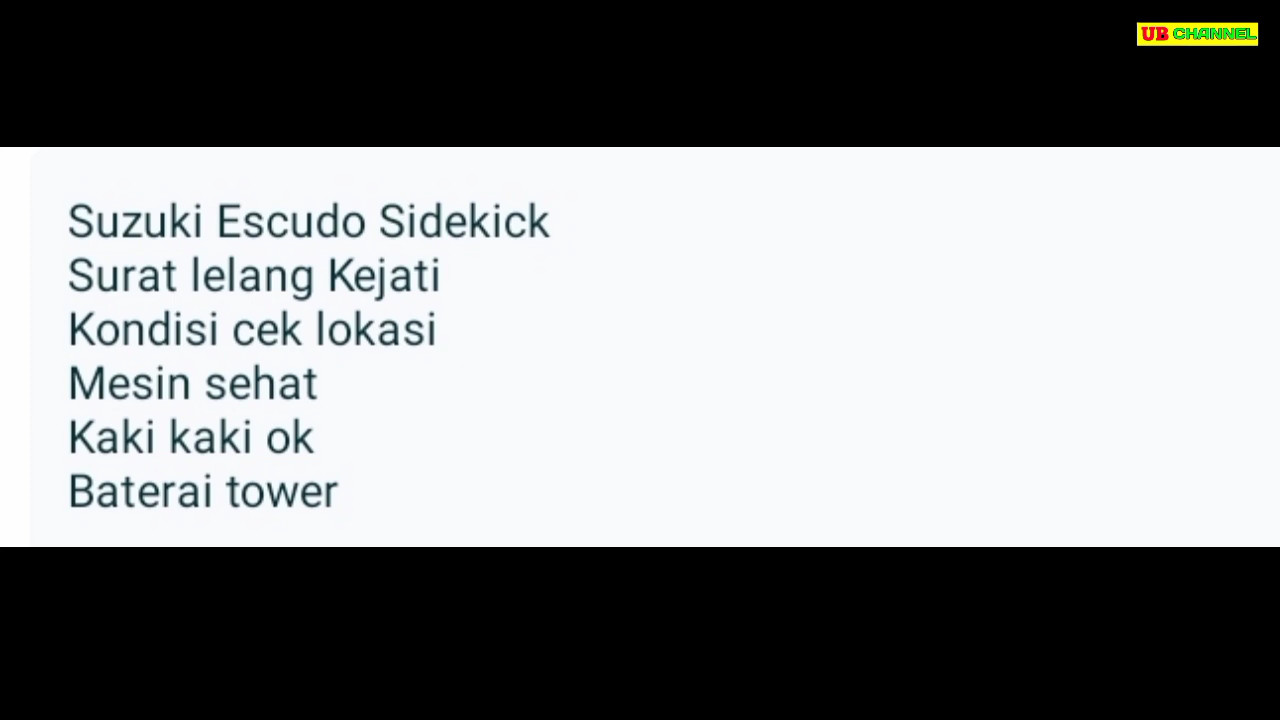 UB CHANNEL
Suzuki Escudo Sidekick
Surat lelang Kejati
Kondisi cek lokasi
Mesin sehat
Kaki kaki ok
Baterai tower